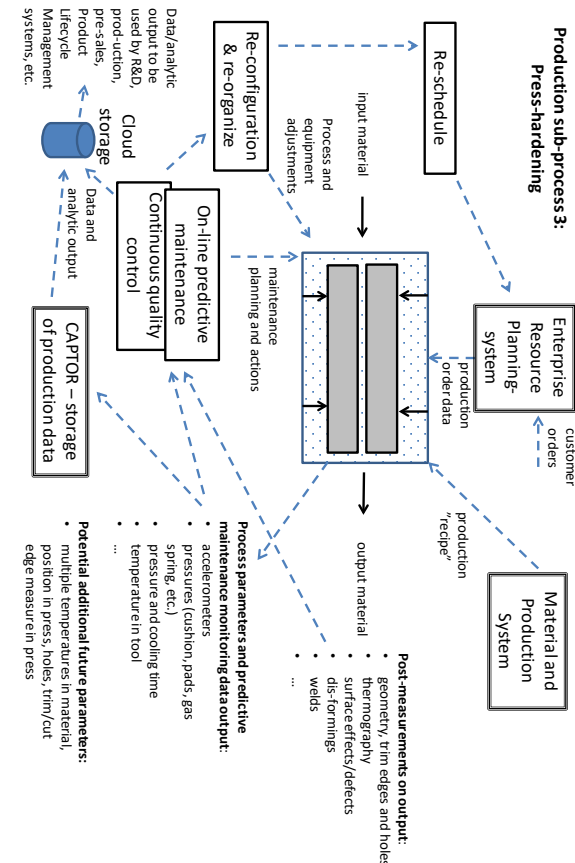 Production sub-process 3:
Press-hardening
Re-schedule
Enterprise
Resource
Planning-
system
customer
orders
Material and
Production
System
production
order data
production
"recipe"
input material
output material
Re-configuration
& re-organize
Process and
equipment
adjustments
On-line predictive
maintenance
Continuous quality
control
maintenance
planning and actions
Cloud
storage
Data and
analytic output
Data/analytic
output to be
used by R&D,
prod-uction,
pre-sales,
Product
Lifecycle
Management
systems, etc.
CAPTOR – storage
of production data
Post-measurements on output:
• geometry, trim edges and holes
• thermography
• surface effects/defects
• dis-formings
• welds
• ...
Process parameters and predictive
maintenance monitoring data output:
• accelerometers
• pressures (cushion, pads, gas
spring, etc.)
• pressure and cooling time
• temperature in tool
• ...
Potential additional future parameters:
• multiple temperatures in material,
position in press, holes, trim/cut
edge measure in press